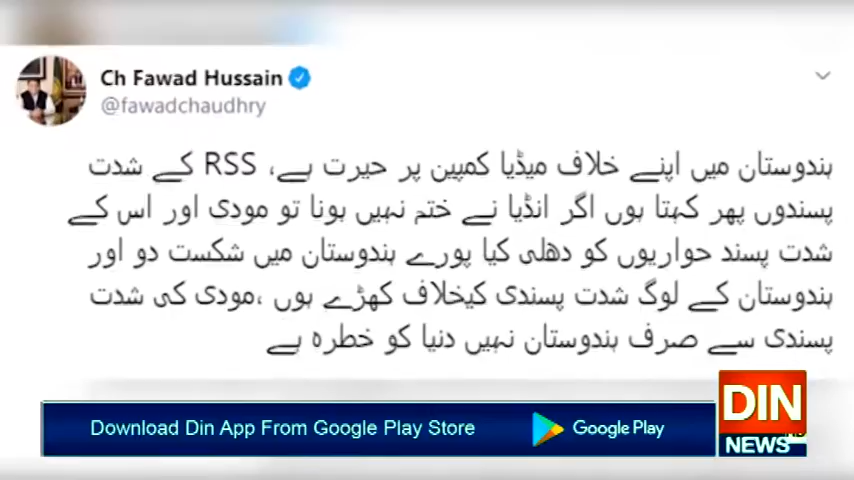 Ch Fawad Hussain
@fawadchaudhry
ہندوستان میں اپنے خلاف میڈیا کمپین پر حیرت ہے، RSS کے شدت
پسندوں پھر کہتا ہوں اگر انڈیا نے ختم نہیں ہونا تو مودی اور اس کے
شدت پسند حواریوں کو دھلی کیا پورے ہندوستان میں شکست دو اور
ہندوستان کے لوگ شدت پسندی کیخلاف کھڑے ہوں ،مودی کی شدت
پسندی سے صرف ہندوستان نہیں دنیا کو خطرہ ہے
Download Din App From Google Play Store
Google Play
DIN
NEWS
HD